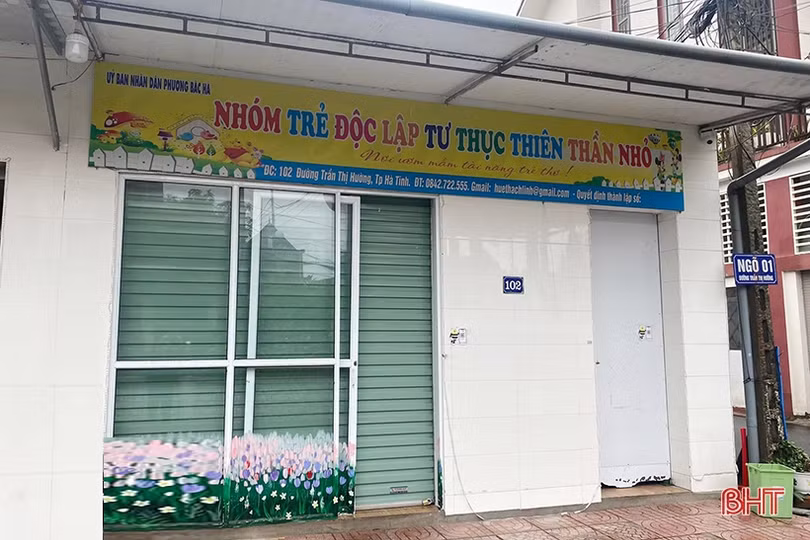 UỶ BAN NHÂN DÂN PHƯỜNG BẮC HÀ
NHÓM TRẺ ĐỘC LẬP TƯ THỤC THIÊN THẦN NHỎ
Nơi ươm mầm tài năng trẻ thơ !
*ĐC: 102 Đường Trần Thị Hường, Tp Hà Tĩnh. ĐT: 0842.722.555. Gmail: huethachlinh@gmail.com - Quyết định thành lập số:
102
NGÕ 01
ĐƯỜNG TRẦN THỊ HƯỜNG
BHT